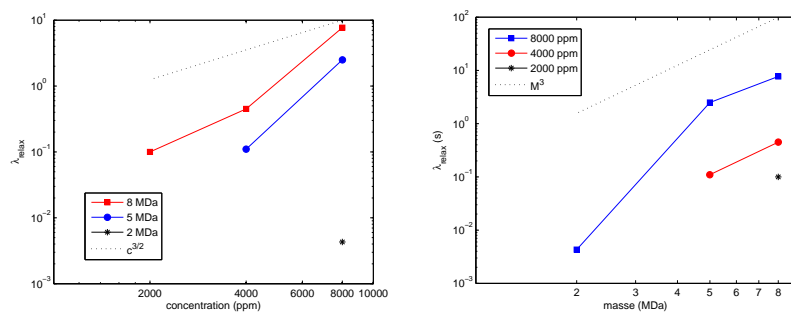 10^1
10^0
10^-1
10^-2
10^-3
λrelax
8 MDa
5 MDa
2 MDa
c^3/2
2000 4000 6000 8000 10000
concentration (ppm)
10^2
10^1
10^0
10^-1
10^-2
10^-3
λrelax (s)
8000 ppm
4000 ppm
2000 ppm
M^3
2 3 4 5 6 7 8
masse (MDa)